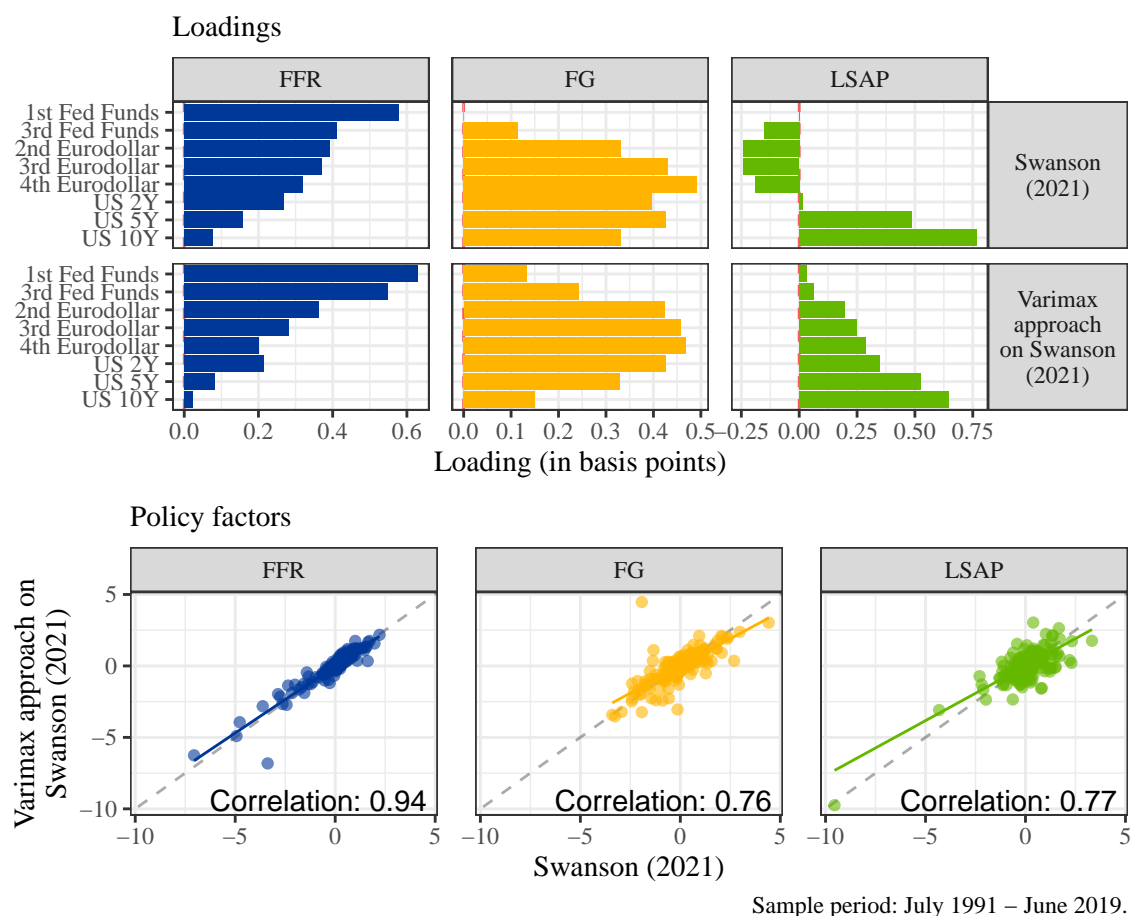 Loadings
FFR
FG
LSAP
1st Fed Funds
3rd Fed Funds
2nd Eurodollar
3rd Eurodollar
4th Eurodollar
US 2Y
US 5Y
US 10Y
Swanson
(2021)
1st Fed Funds
3rd Fed Funds
2nd Eurodollar
3rd Eurodollar
4th Eurodollar
US 2Y
US 5Y
US 10Y
Varimax
approach
on Swanson
(2021)
0.0 0.2 0.4 0.6
0.0 0.1 0.2 0.3 0.4 0.5
−0.25 0.00 0.25 0.50 0.75
Loading (in basis points)
Policy factors
FFR
FG
LSAP
Varimax approach on
Swanson (2021)
5
0
−5
−10
Correlation: 0.94
Correlation: 0.76
Correlation: 0.77
−10 −5 0 5
−10 −5 0 5
−10 −5 0 5
Swanson (2021)
Sample period: July 1991 – June 2019.